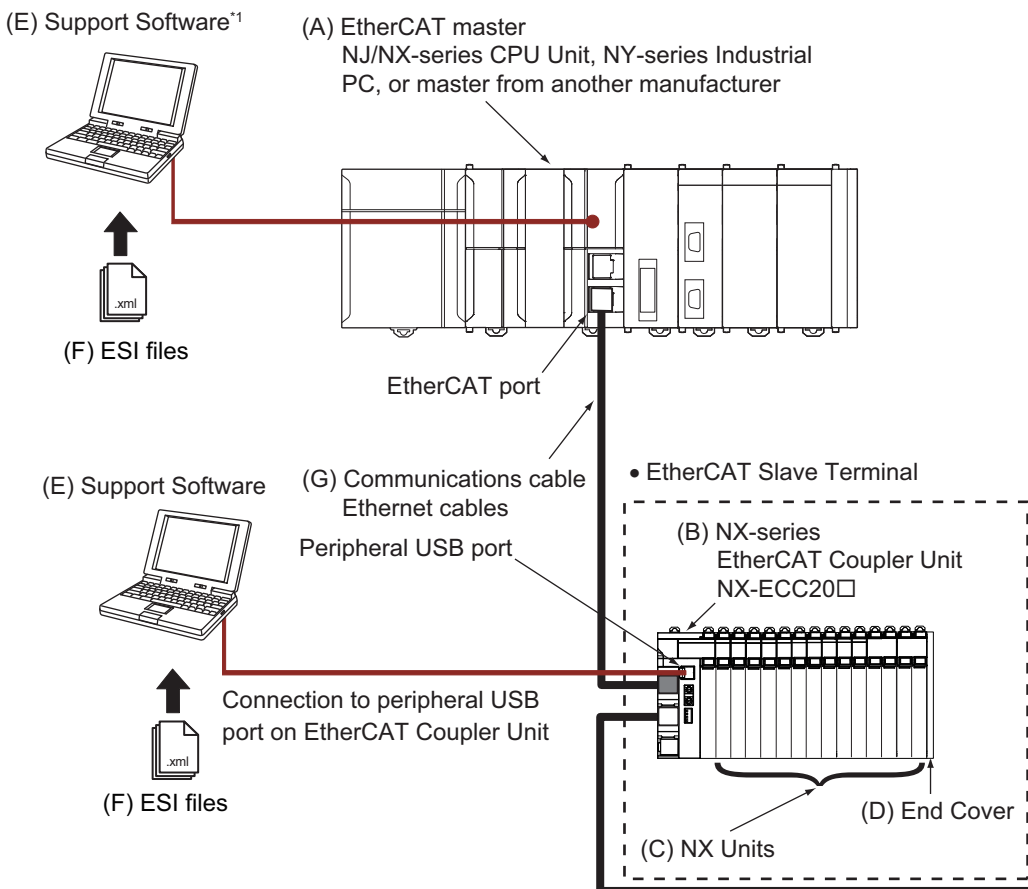 (E) Support Software*1
(A) EtherCAT master
NJ/NX-series CPU Unit, NY-series Industrial
PC, or master from another manufacturer
.xml
(F) ESI files
EtherCAT port
(G) Communications cable
Ethernet cables
• EtherCAT Slave Terminal
(E) Support Software
Peripheral USB port
(B) NX-series
EtherCAT Coupler Unit
NX-ECC20□
Connection to peripheral USB
port on EtherCAT Coupler Unit
.xml
(F) ESI files
(D) End Cover
(C) NX Units